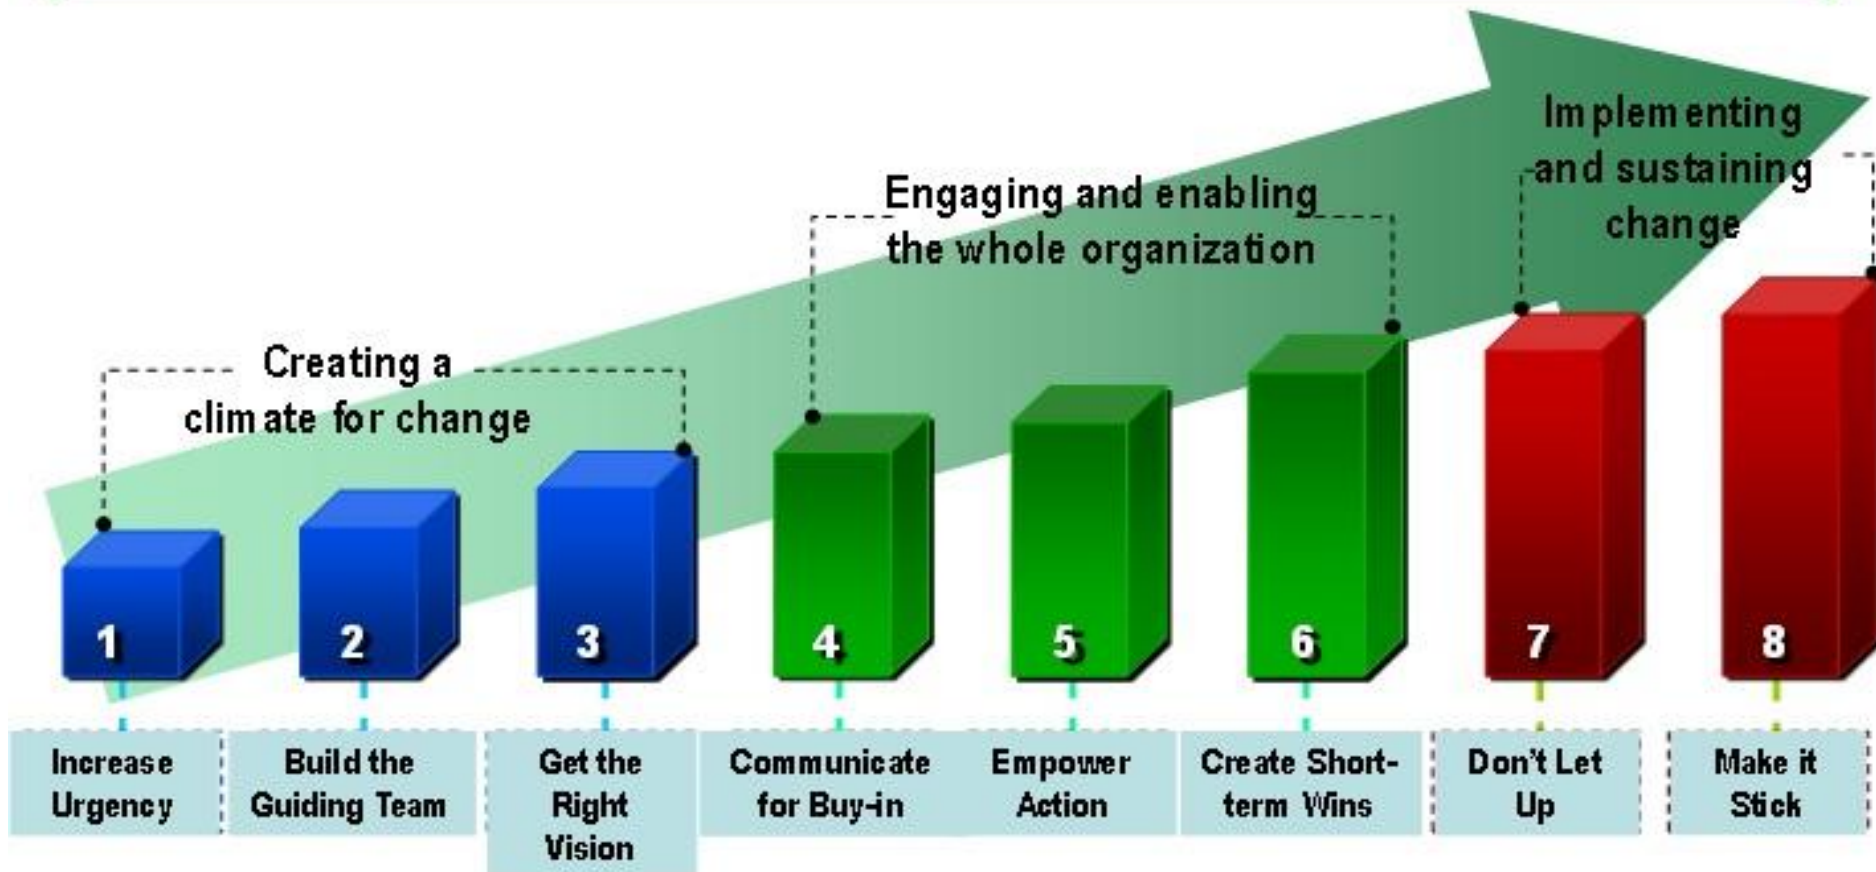 Implementing
and sustaining
change
Engaging and enabling
the whole organization
Creating a
climate for change
1
2
3
4
5
6
7
8
Increase
Urgency
Build the
Guiding Team
Get the
Right
Vision
Communicate
for Buy-in
Empower
Action
Create Short-
term Wins
Don't Let
Up
Make it
Stick